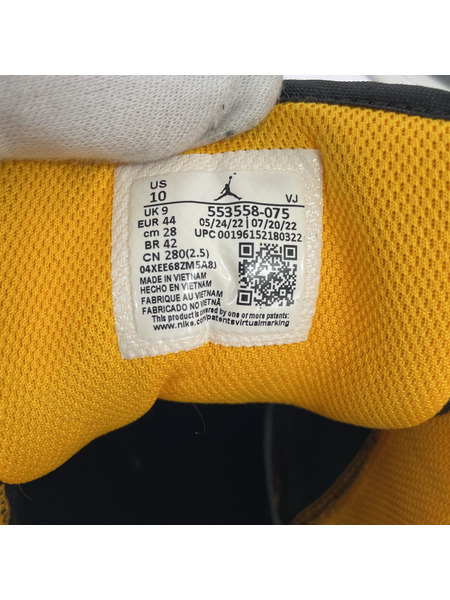 US
10
VJ
UK 9
553558-075
EUR 44
05/24/22 | 07/20/22
cm 28
UPC 00196152180322
BR 42
CN 280(2.5)
04XEE68ZM5A8J
MADE IN VIETNAM
HECHO EN VIETNAM
FABRIQUE AU VIETNAM
FABRICADO NO VIETNÃ
This product is covered by one or more patents:
www.nike.com/patentsvirtualmarking